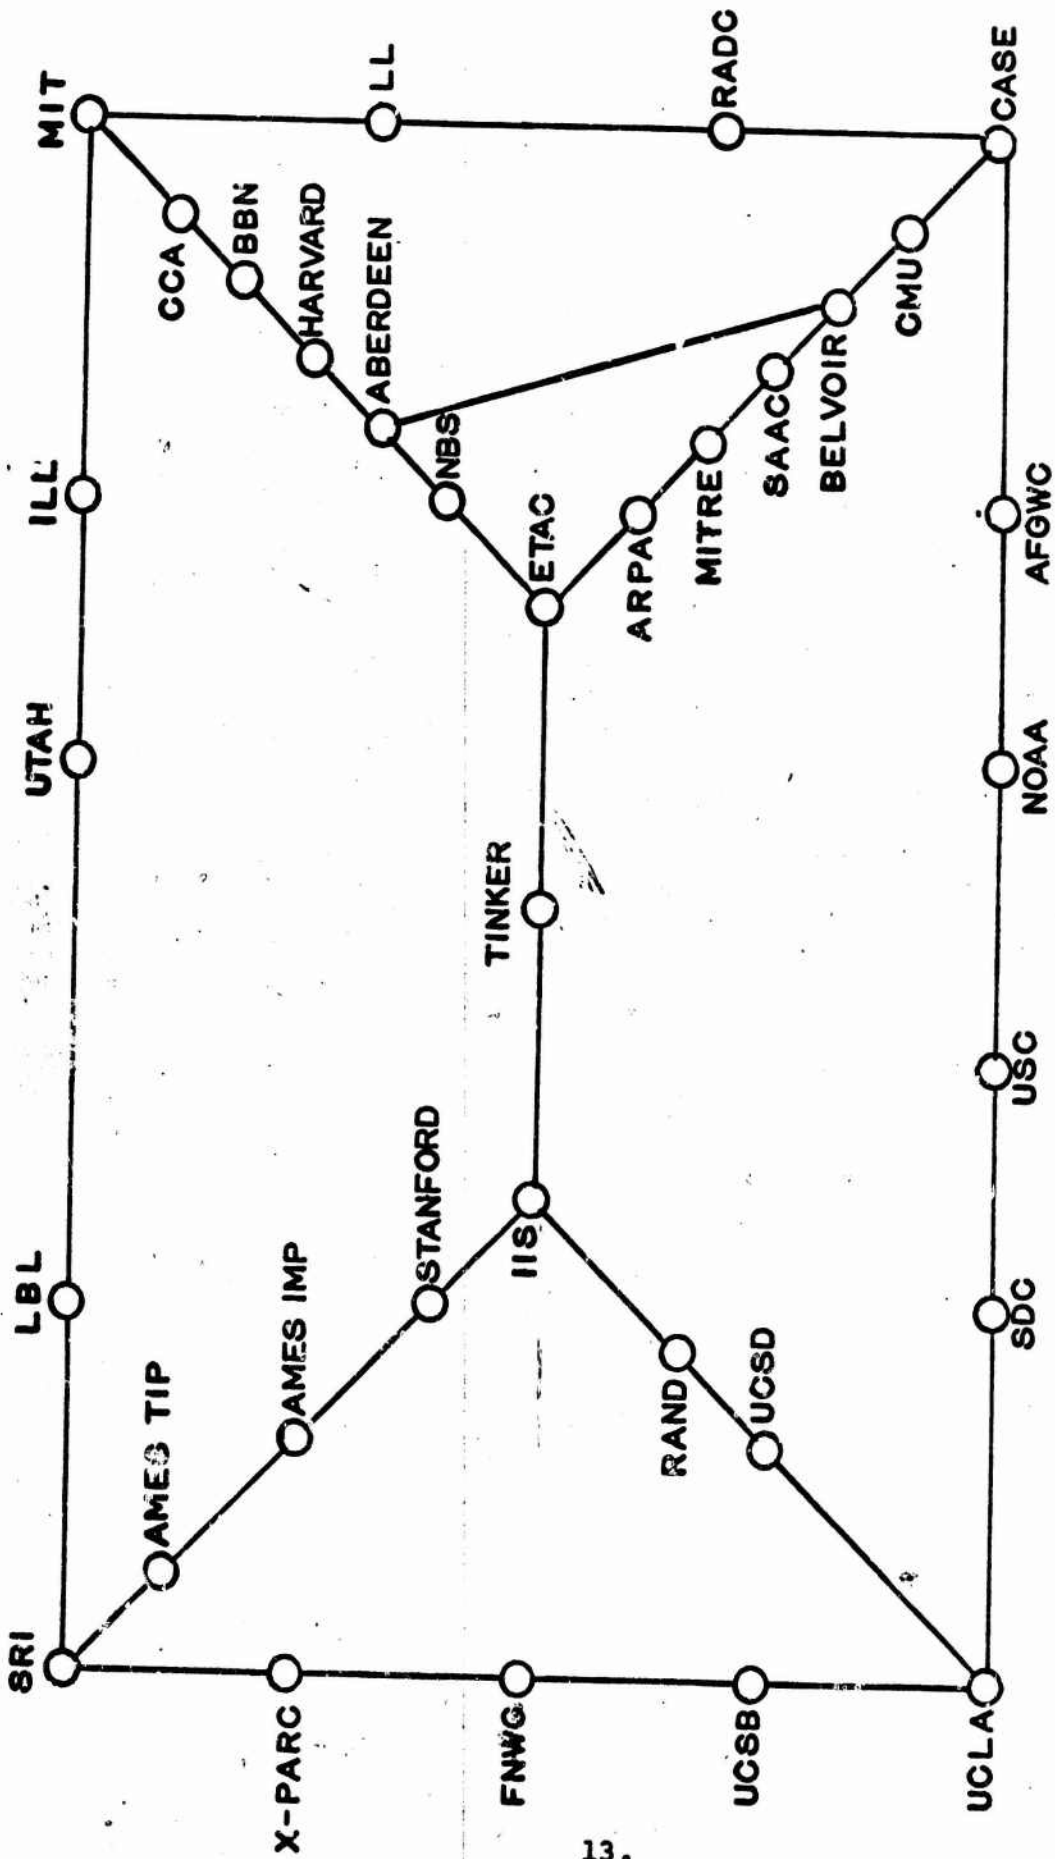 MIT
LL
RADC
CASE
CCA
BBN
HARVARD
ABERDEEN
NBS
ETAC
ARPA
MITRE
SAAC
BELVOIR
CMU
ILL
UTAH
AFGWC
NOAA
TINKER
LBL
STANFORD
IIS
USC
SDC
AMES TIP
AMES IMP
RAND
UCSD
SRI
X-PARC
FNWC
UCSB
UCLA
13.